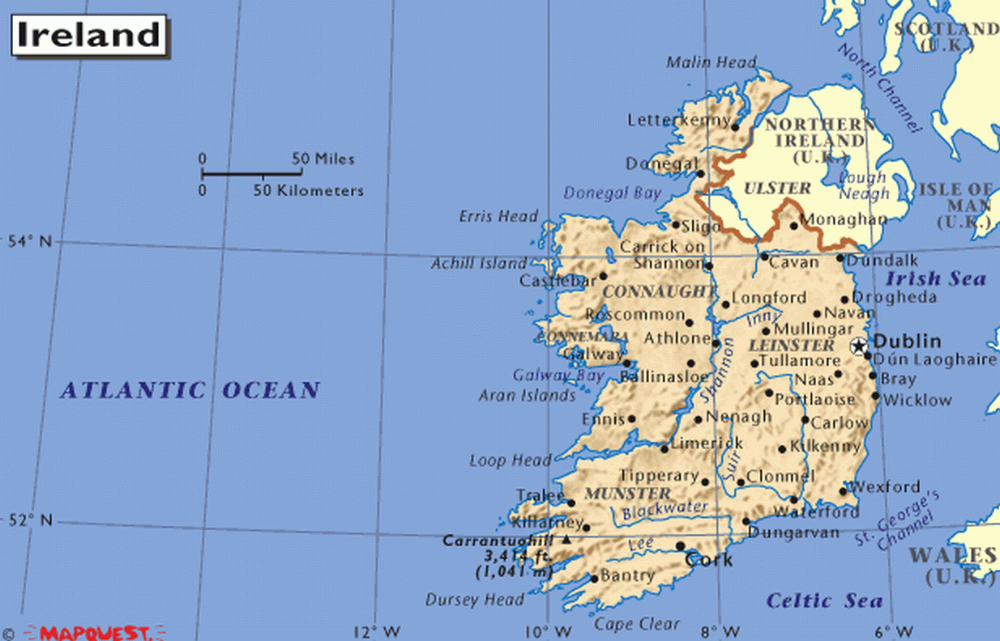 Ireland
SCOTLAND
(U.K.)
North Channel
Malin Head
Letterkenny
NORTHERN
IRELAND
(U.K.)
0 50 Miles
0 50 Kilometers
Donegal
Lough
Neagh
ULSTER
Donegal Bay
ISLE OF
MAN
(U.K.)
Erris Head
Monaghan
Sligo
54° N
Carrick on
Shannon
Achill Island
Cavan
Dundalk
Castlebar
Irish Sea
CONNAUGHT
Longford
Drogheda
Roscommon
Inny
Navan
CONNEMARA
Athlone
Mullingar
Dublin
LEINSTER
Galway
Tullamore
Dún Laoghaire
Galway Bay
Ballinasloe
Shannon
Naas
Bray
ATLANTIC OCEAN
Aran Islands
Portlaoise
Wicklow
Ennis
Nenagh
Carlow
Limerick
Kilkenny
Loop Head
Suir
Tipperary
Clonmel
Tralee
MUNSTER
Wexford
Blackwater
Waterford
St. George's
Channel
52° N
Killarney
Dungarvan
Carrantuohill
3,414 ft.
(1,041 m)
Lee
Cork
WALES
(U.K.)
Bantry
Dursey Head
Celtic Sea
Cape Clear
12° W
10° W
8° W
6° W
© MAPQUEST.